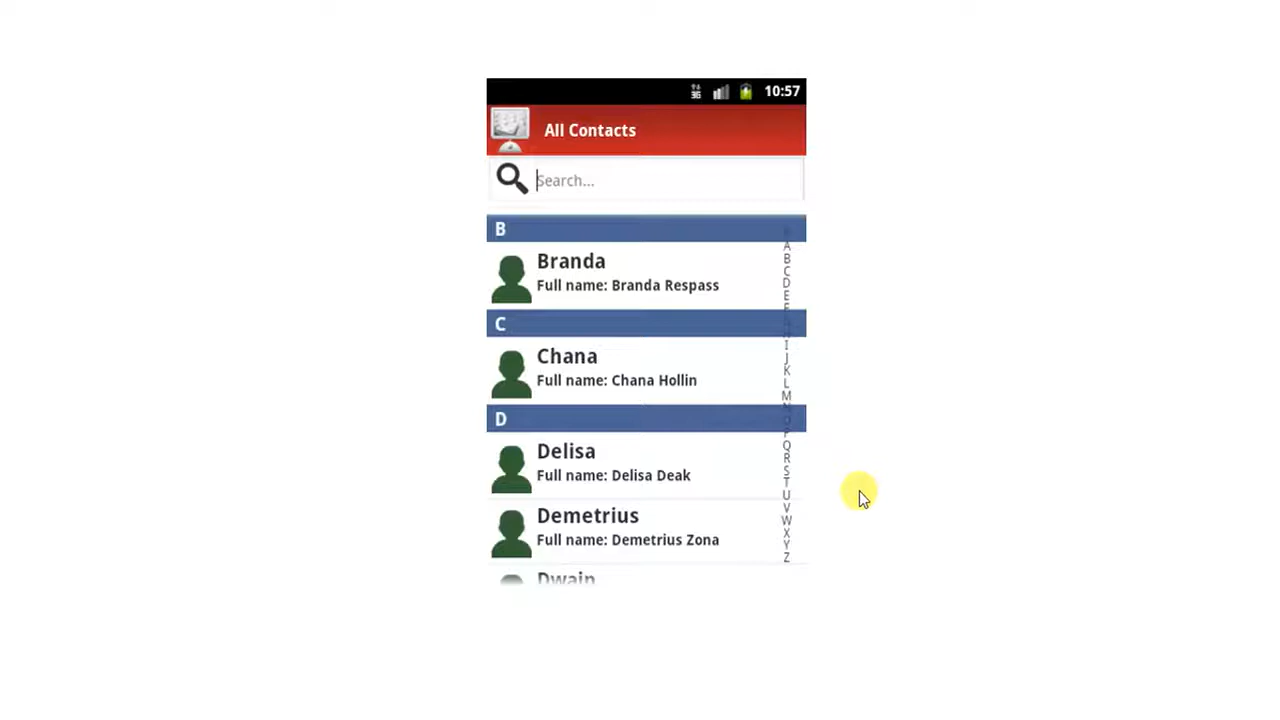 3G 10:57
All Contacts
Search...
B
Branda
Full name: Branda Respass
C
Chana
Full name: Chana Hollin
D
Delisa
Full name: Delisa Deak
Demetrius
Full name: Demetrius Zona
Dwain
A
B
C
D
E
I
J
K
L
M
Q
R
S
T
U
V
W
X
Y
Z